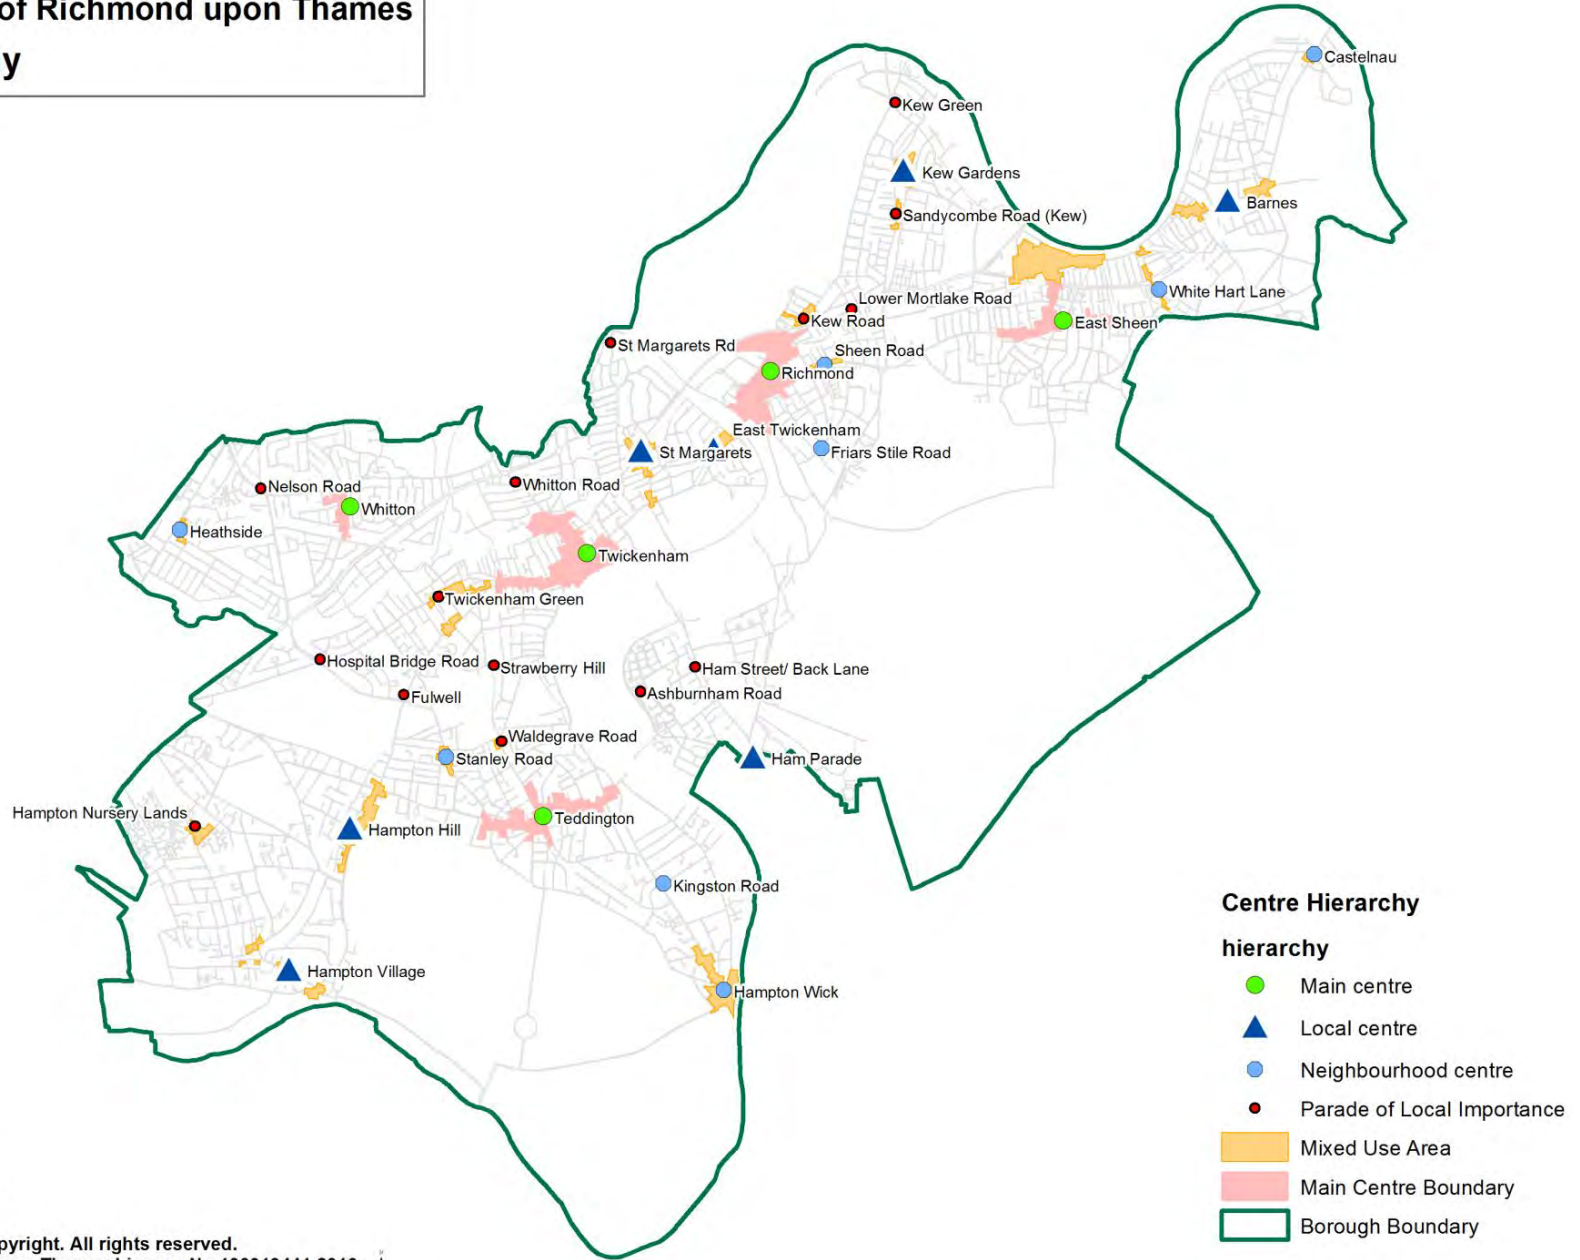 of Richmond upon Thames
y
Castelnau
Kew Green
Kew Gardens
Barnes
Sandycombe Road (Kew)
White Hart Lane
Lower Mortlake Road
Kew Road
East Sheen
St Margarets Rd
Sheen Road
Richmond
East Twickenham
St Margarets
Friars Stile Road
Nelson Road
Whitton Road
Whitton
Heathside
Twickenham
Twickenham Green
Hospital Bridge Road
Strawberry Hill
Ham Street/ Back Lane
Ashburnham Road
Fulwell
Waldegrave Road
Stanley Road
Ham Parade
Hampton Nursery Lands
Teddington
Hampton Hill
Kingston Road
Hampton Village
Hampton Wick
Centre Hierarchy
hierarchy
Main centre
Local centre
Neighbourhood centre
Parade of Local Importance
Mixed Use Area
Main Centre Boundary
Borough Boundary
pyright. All rights reserved.